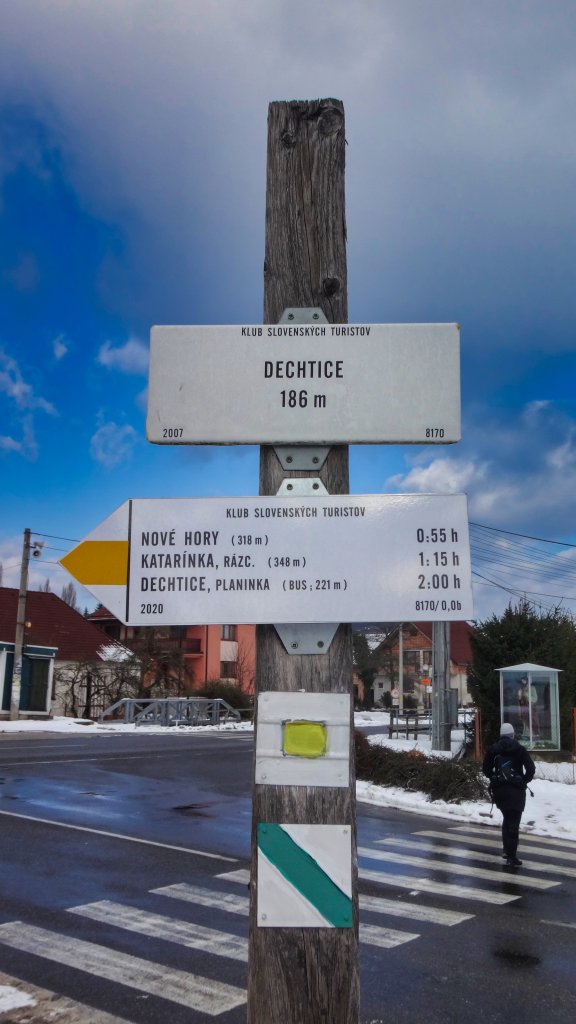 KLUB SLOVENSKÝCH TURISTOV
DECHTICE
186 m
2007 8170
KLUB SLOVENSKÝCH TURISTOV
NOVÉ HORY (318 m) 0:55 h
KATARÍNKA, RÁZC. (348 m) 1:15 h
DECHTICE, PLANINKA (BUS; 221 m) 2:00 h
2020 8170/0,0b